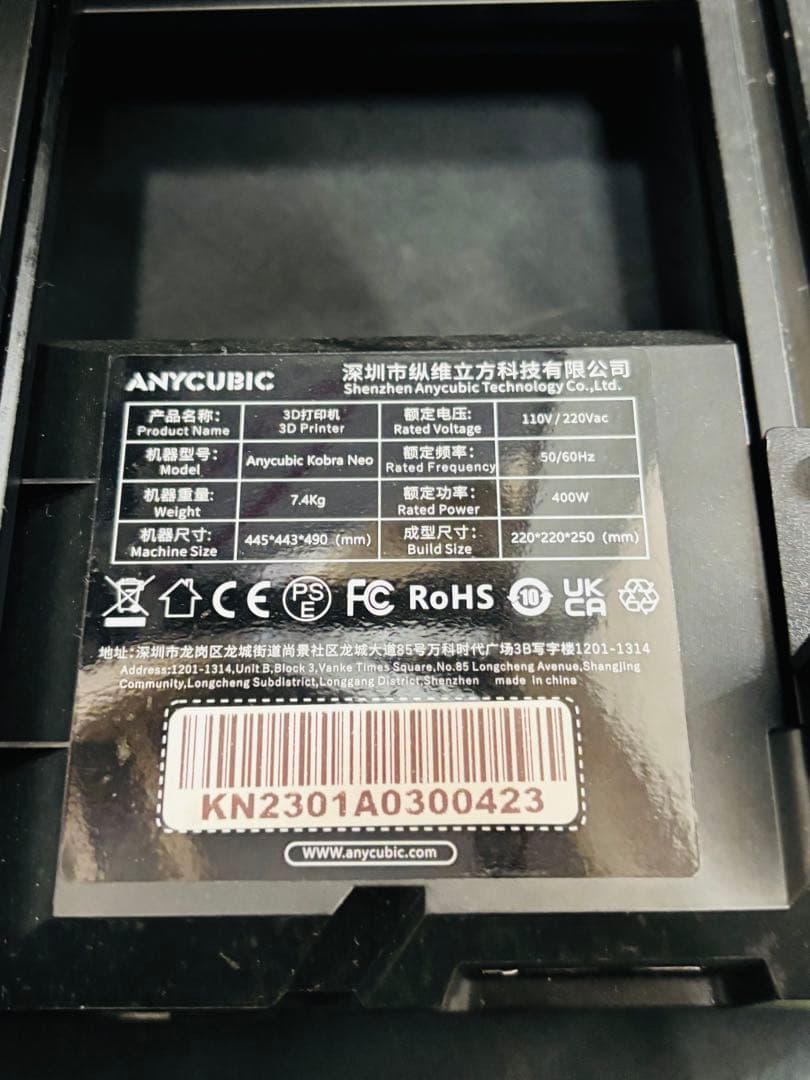 ANYCUBIC
深圳市纵维立方科技有限公司
Shenzhen Anycubic Technology Co.,Ltd.
产品名称: 3D打印机 额定电压: 110V / 220Vac
Product Name 3D Printer Rated Voltage
机器型号: Anycubic Kobra Neo 额定频率: 50/60Hz
Model Rated Frequency
机器重量: 7.4Kg 额定功率: 400W
Weight Rated Power
机器尺寸: 445*443*490 (mm) 成型尺寸: 220*220*250 (mm)
Machine Size Build Size
CE PSE FC RoHS 10 UKCA
地址:深圳市龙岗区龙城街道尚景社区龙城大道85号万科时代广场3B写字楼1201-1314
Address:1201-1314,Unit B,Block 3,Vanke Times Square,No.85 Longcheng Avenue,Shangjing
Community,Longcheng Subdistrict,Longgang District,Shenzhen made in china
KN2301A0300423
WWW.anycubic.com